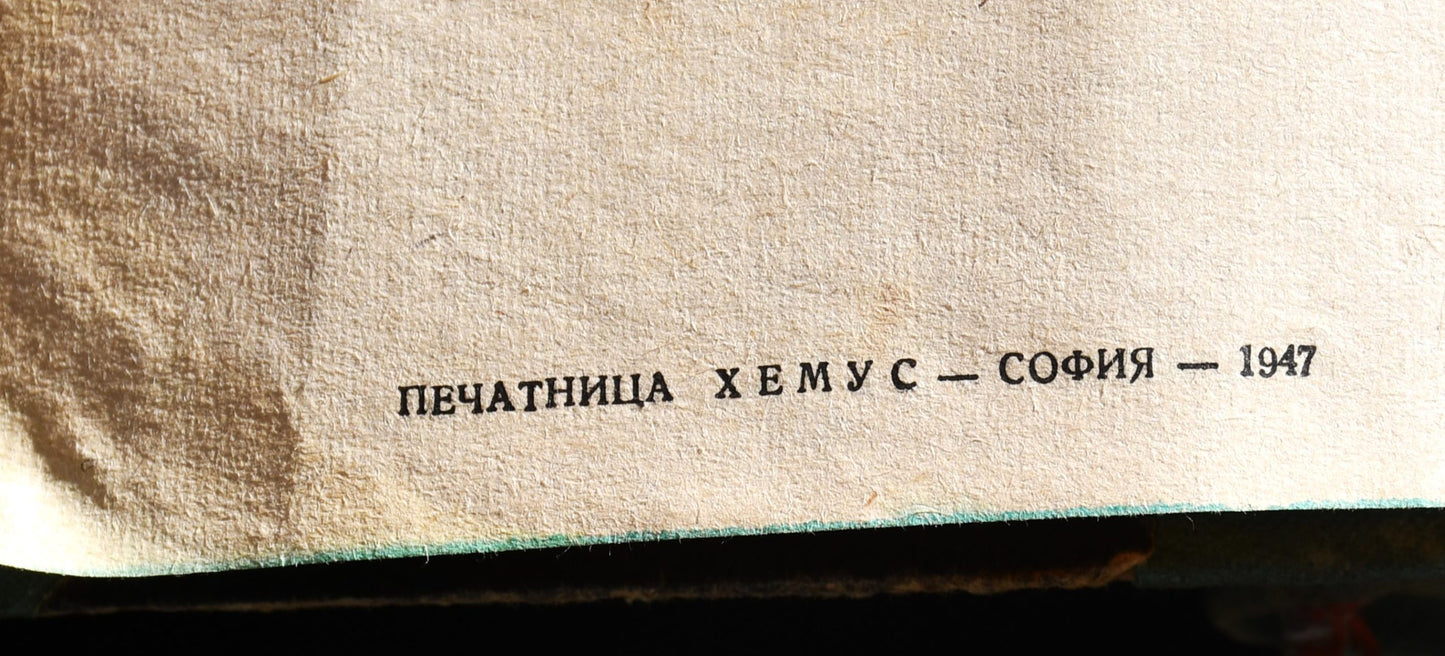 ПЕЧАТНИЦА ХЕМУС — СОФИЯ — 1947